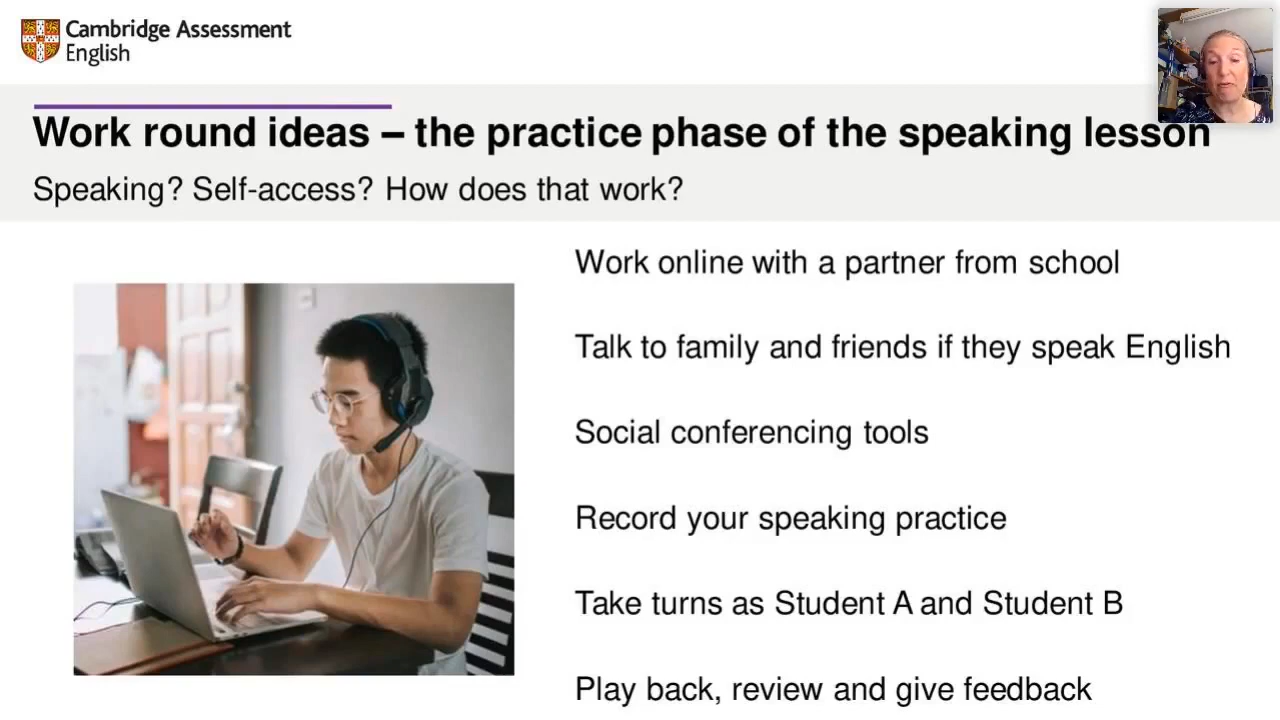 Cambridge Assessment
English
Work round ideas – the practice phase of the speaking lesson
Speaking? Self-access? How does that work?
Work online with a partner from school
Talk to family and friends if they speak English
Social conferencing tools
Record your speaking practice
Take turns as Student A and Student B
Play back, review and give feedback